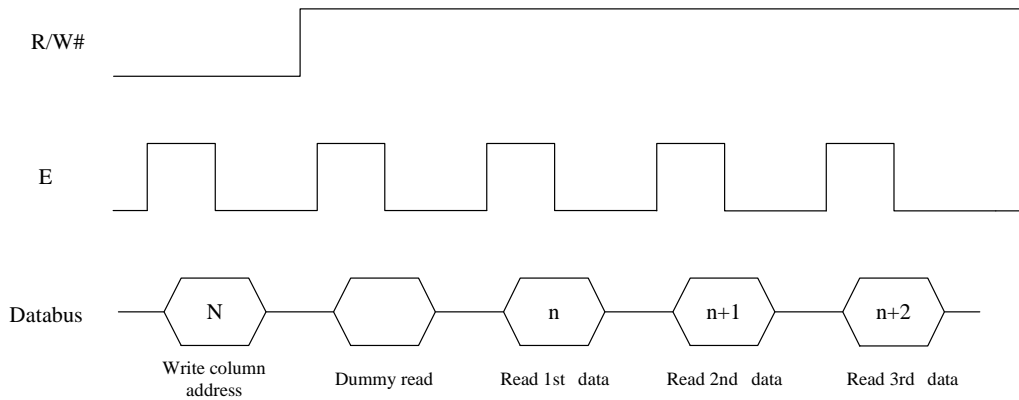 R/W#
E
Databus
N
n
n+1
n+2
Write column
address
Dummy read
Read 1st data
Read 2nd data
Read 3rd data